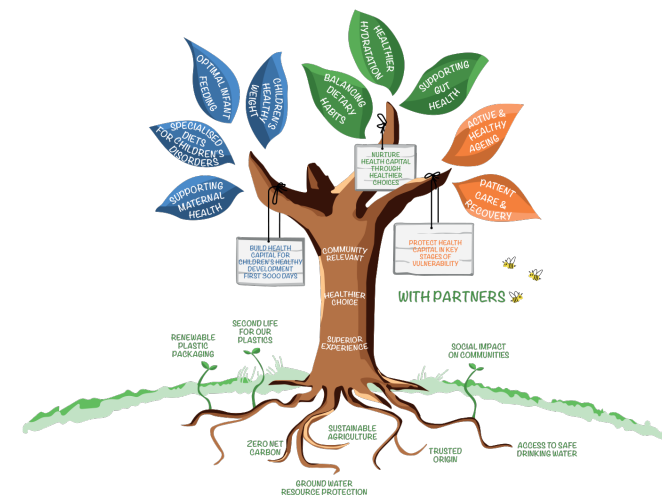 OPTIMAL INFANT
FEEDING
CHILDREN'S
HEALTHY
WEIGHT
SPECIALISED
DIETS
FOR CHILDREN'S
DISORDERS
SUPPORTING
MATERNAL
HEALTH
BALANCING
DIETARY
HABITS
HEALTHIER
HYDRATATION
SUPPORTING
GUT
HEALTH
ACTIVE &
HEALTHY
AGEING
PATIENT
CARE &
RECOVERY
NURTURE
HEALTH CAPITAL
THROUGH
HEALTHIER
CHOICES
BUILD HEALTH
CAPITAL FOR
CHILDREN'S HEALTHY
DEVELOPMENT
FIRST 3000 DAYS
PROTECT HEALTH
CAPITAL IN KEY
STAGES OF
VULNERABILITY
COMMUNITY
RELEVANT
HEALTHIER
CHOICE
SUPERIOR
EXPERIENCE
WITH PARTNERS
RENEWABLE
PLASTIC
PACKAGING
SECOND LIFE
FOR OUR
PLASTICS
SOCIAL IMPACT
ON COMMUNITIES
ZERO NET
CARBON
SUSTAINABLE
AGRICULTURE
TRUSTED
ORIGIN
ACCESS TO SAFE
DRINKING WATER
GROUND WATER
RESOURCE PROTECTION